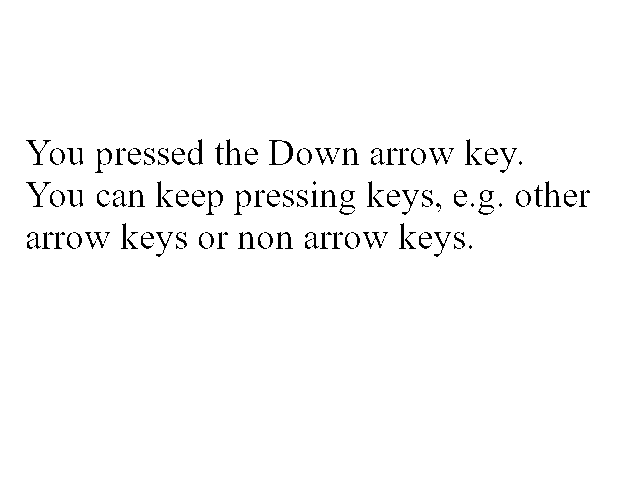 You pressed the Down arrow key.
You can keep pressing keys, e.g. other
arrow keys or non arrow keys.